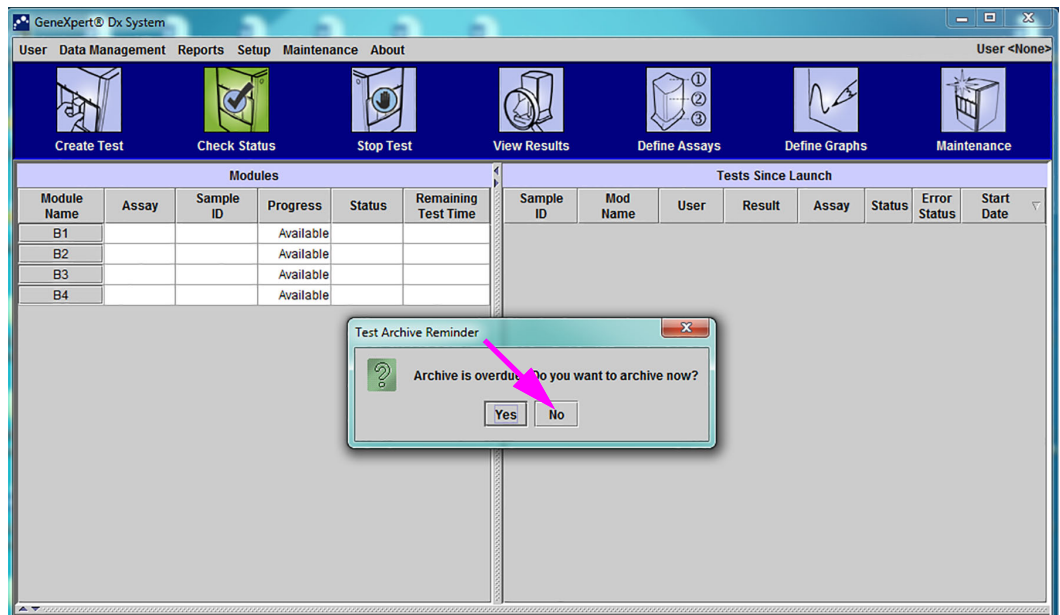 GeneXpert® Dx System
User Data Management Reports Setup Maintenance About User <None>
Create Test Check Status Stop Test View Results Define Assays Define Graphs Maintenance
Modules Tests Since Launch
Module Name Assay Sample ID Progress Status Remaining Test Time Sample ID Mod Name User Result Assay Status Error Status Start Date
B1 Available
B2 Available
B3 Available
B4 Available
Test Archive Reminder
Archive is overdue. Do you want to archive now?
Yes No